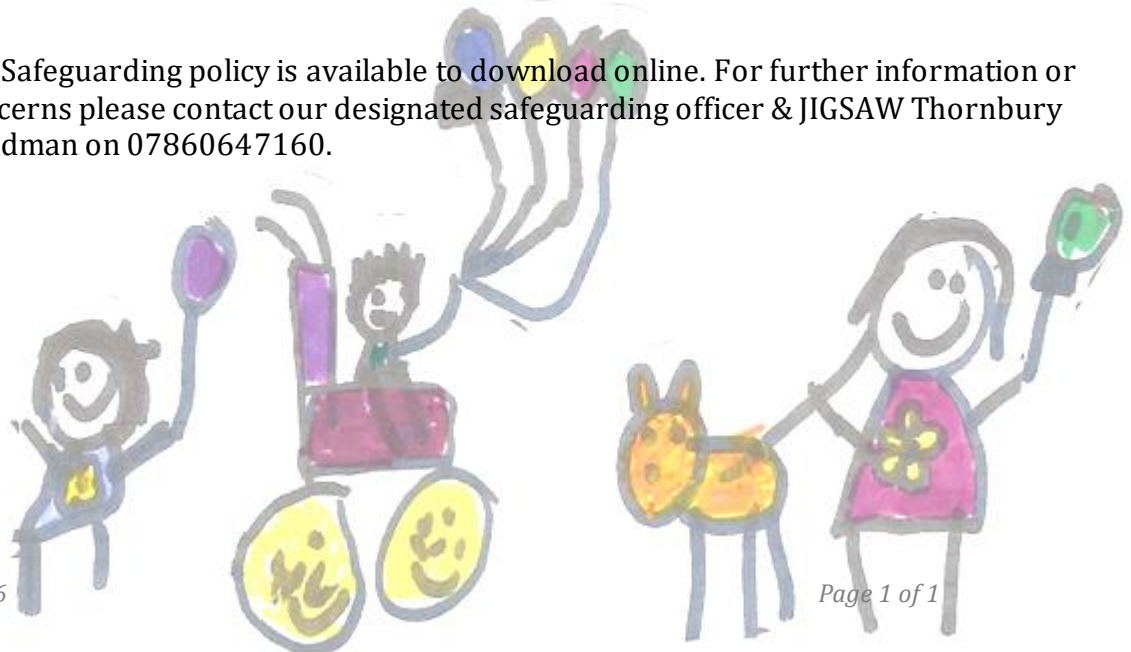 Safeguarding policy is available to download online. For further information or
cerns please contact our designated safeguarding officer & JIGSAW Thornbury
dman on 07860647160.
6
Page 1 of 1